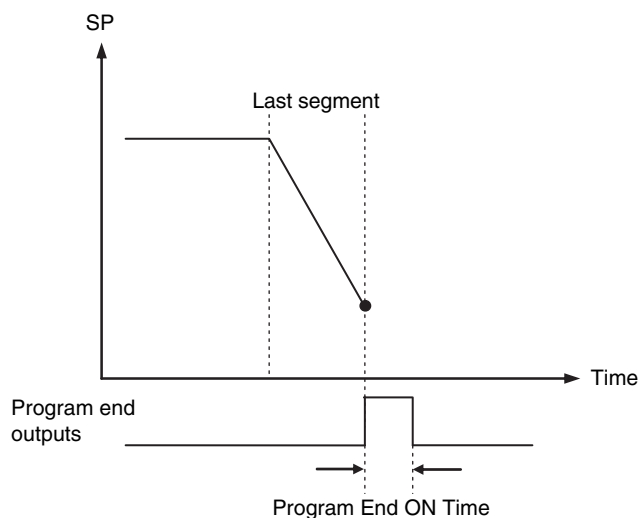 SP
Last segment
Time
Program end
outputs
Program End ON Time